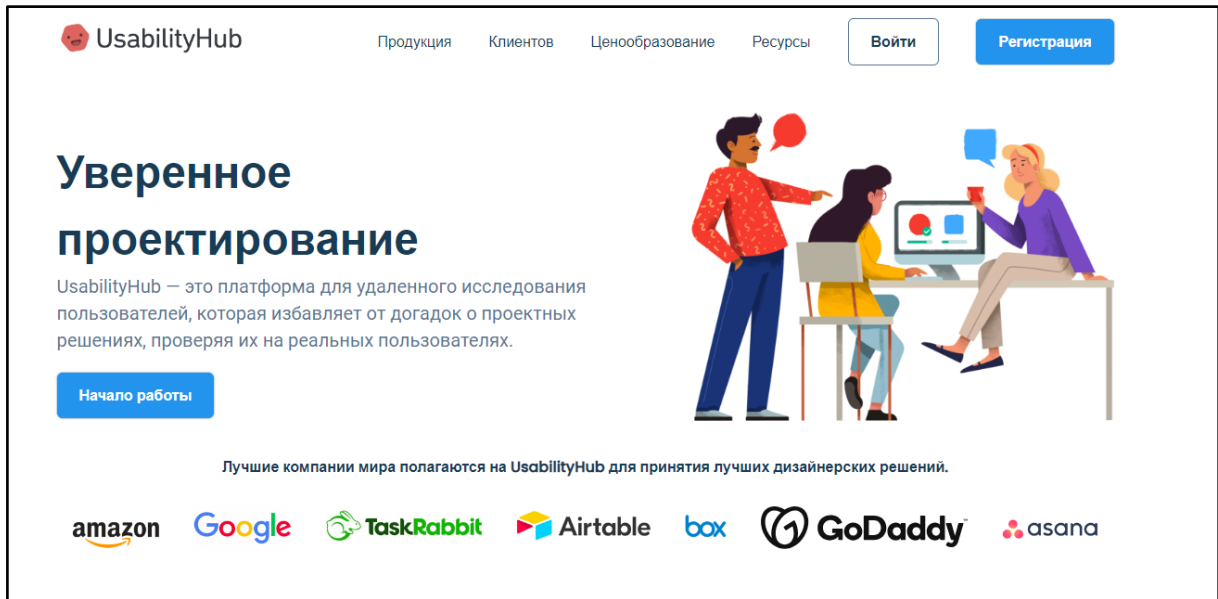 UsabilityHub
Продукция Клиентов Ценообразование Ресурсы Войти Регистрация
Уверенное
проектирование
UsabilityHub — это платформа для удаленного исследования
пользователей, которая избавляет от догадок о проектных
решениях, проверяя их на реальных пользователях.
Начало работы
Лучшие компании мира полагаются на UsabilityHub для принятия лучших дизайнерских решений.
amazon Google TaskRabbit Airtable box GoDaddy asana